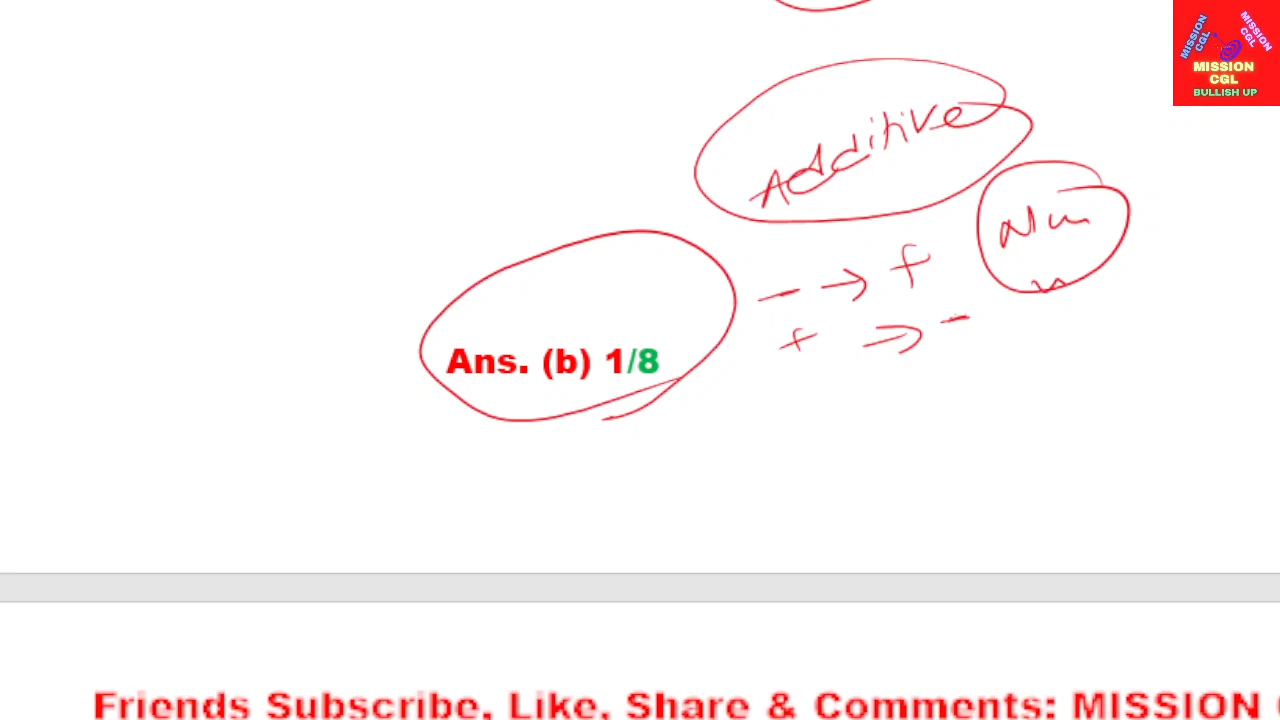 MISSION
CGL
MISSION
CGL
MISSION
CGL
BULLISH UP
Additive
- → +
+ → -
Ans. (b) 1/8
Friends Subscribe, Like, Share & Comments: MISSION